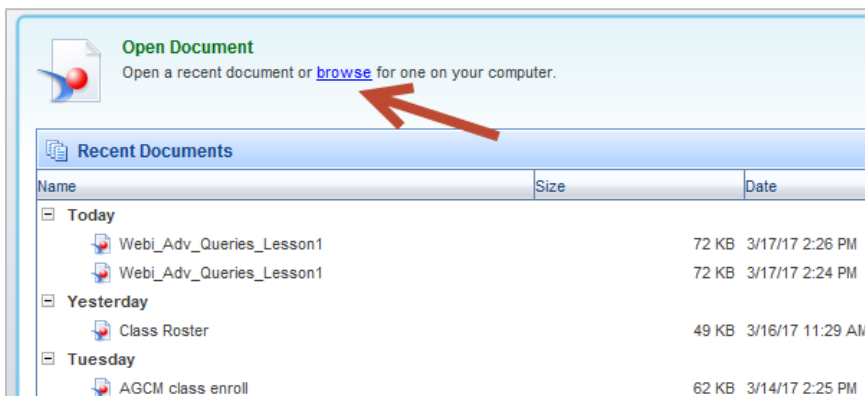 Open Document
Open a recent document or browse for one on your computer.
Recent Documents
Name Size Date
Today
Webi_Adv_Queries_Lesson1 72 KB 3/17/17 2:26 PM
Webi_Adv_Queries_Lesson1 72 KB 3/17/17 2:24 PM
Yesterday
Class Roster 49 KB 3/16/17 11:29 AM
Tuesday
AGCM class enroll 62 KB 3/14/17 2:25 PM